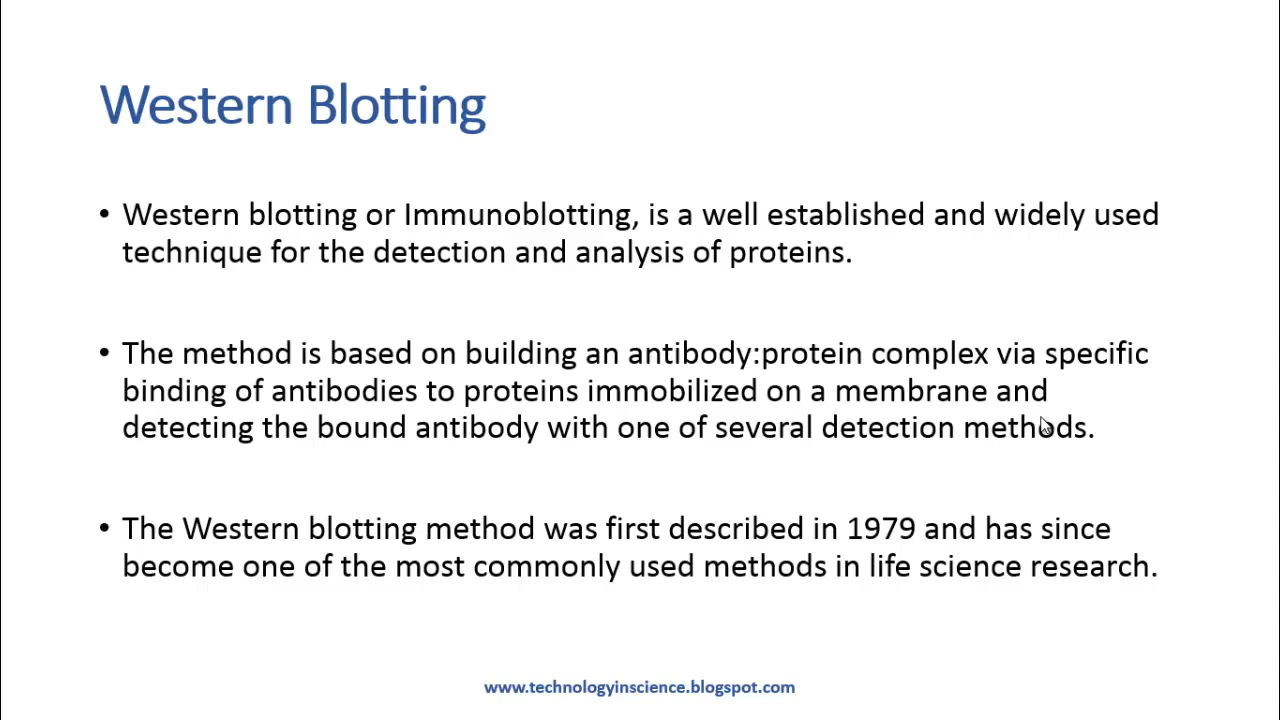 Western Blotting
• Western blotting or Immunoblotting, is a well established and widely used
technique for the detection and analysis of proteins.
• The method is based on building an antibody:protein complex via specific
binding of antibodies to proteins immobilized on a membrane and
detecting the bound antibody with one of several detection methods.
• The Western blotting method was first described in 1979 and has since
become one of the most commonly used methods in life science research.
www.technologyinscience.blogspot.com